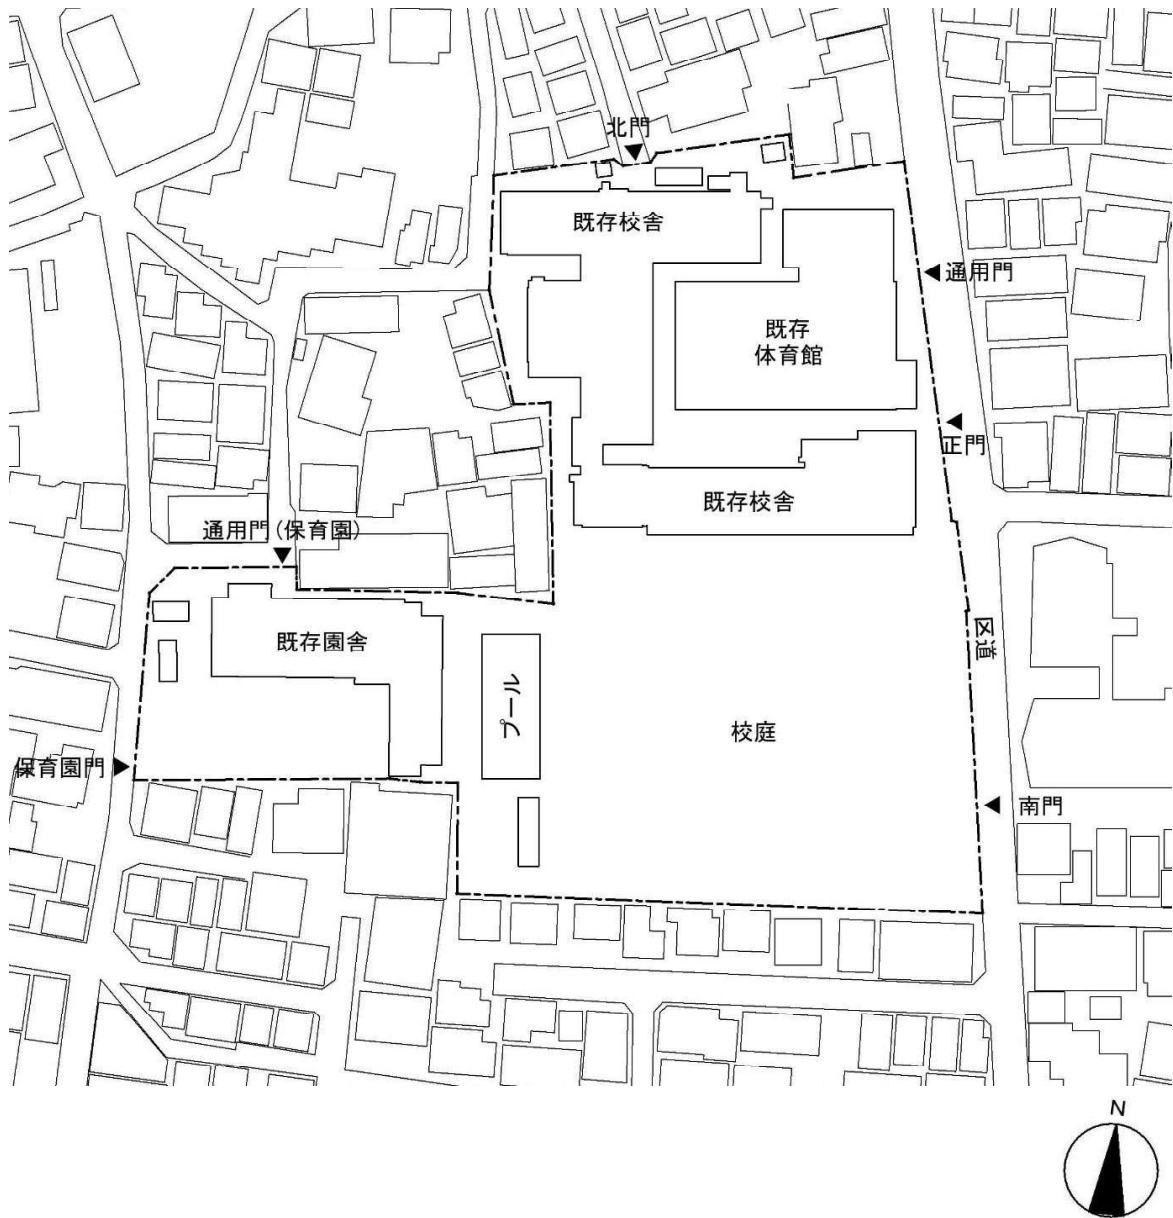 北門
既存校舎
通用門
既存
体育館
正門
既存校舎
通用門(保育園)
区道
既存園舎
プール
校庭
保育園門
南門
N